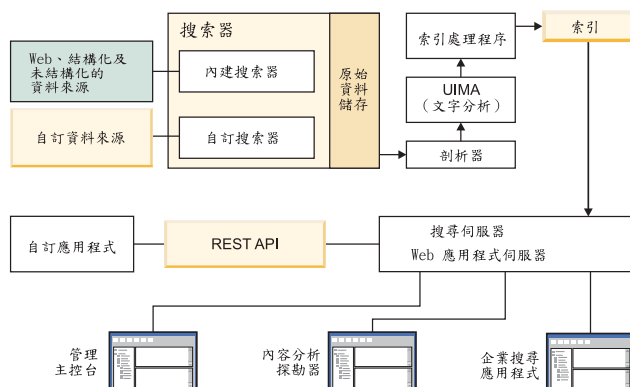 搜索器
Web、結構化及
未結構化的
資料來源
內建搜索器
自訂資料來源
自訂搜索器
原始
資料
儲存
索引處理程序
索引
UIMA
（文字分析）
剖析器
自訂應用程式
REST API
搜尋伺服器
Web 應用程式伺服器
管理
主控台
內容分析
探勘器
企業搜尋
應用程式